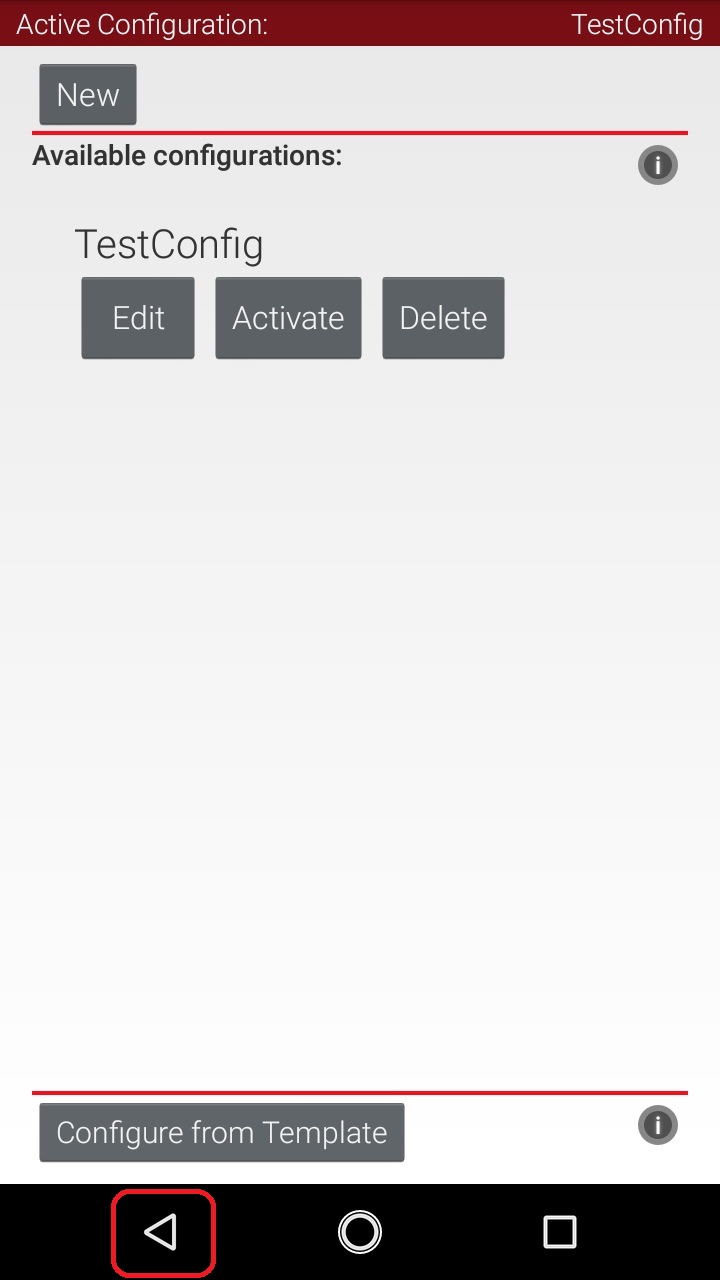 Active Configuration: TestConfig
New
Available configurations:
TestConfig
Edit Activate Delete
Configure from Template